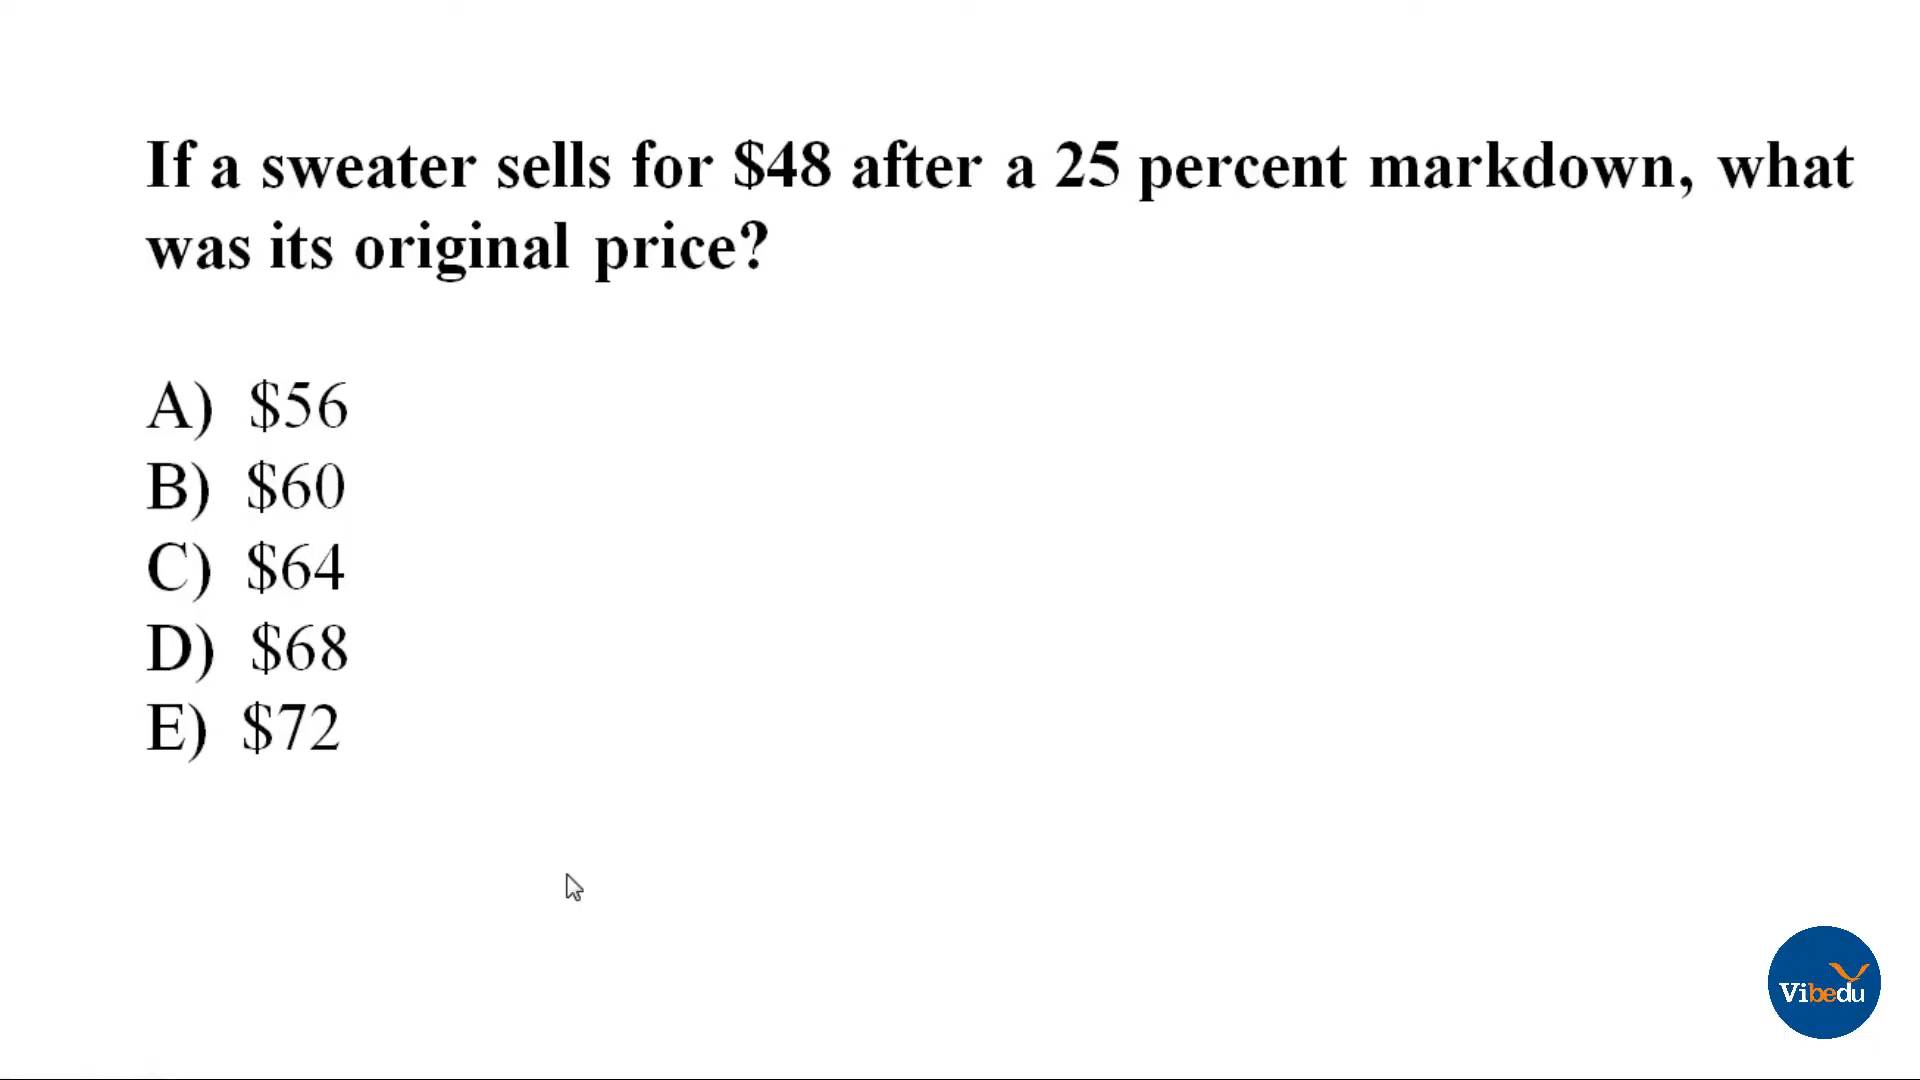 If a sweater sells for $48 after a 25 percent markdown, what
was its original price?
A) $56
B) $60
C) $64
D) $68
E) $72
Vibedu